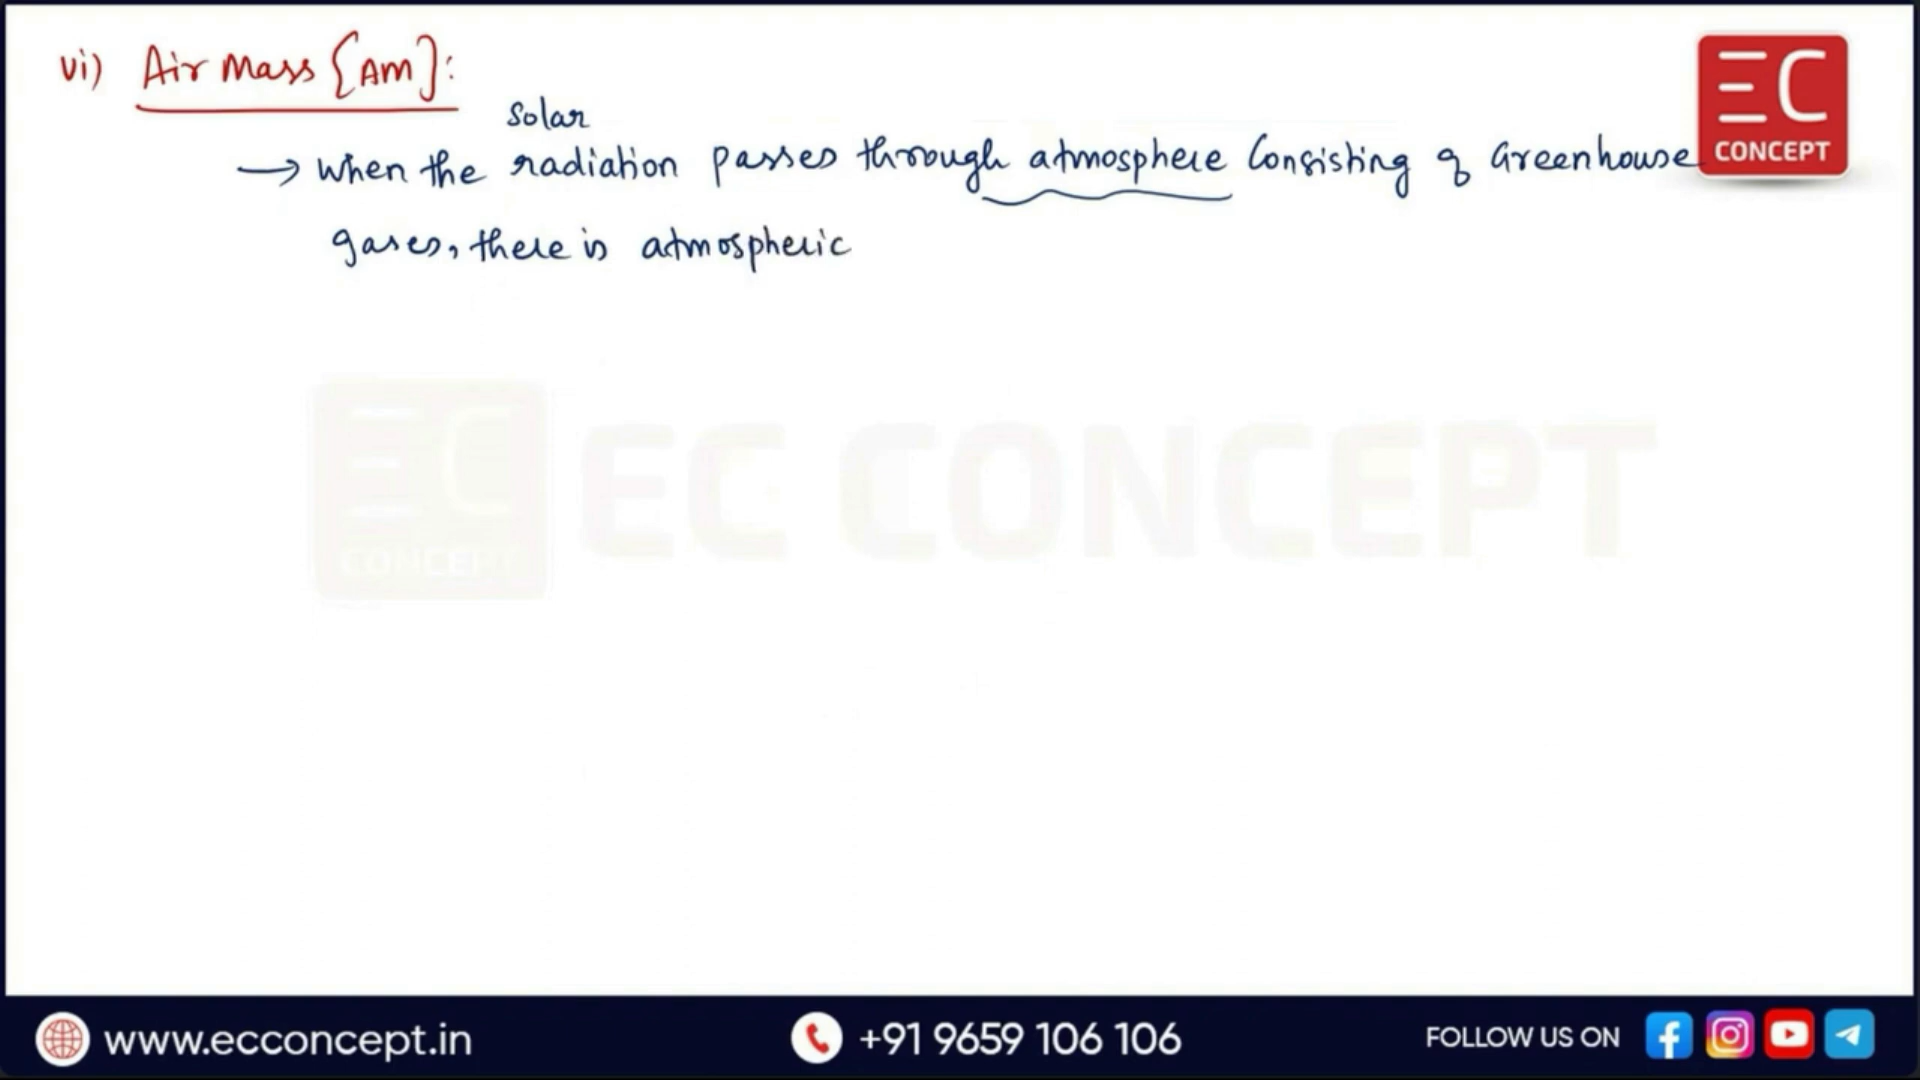 vi) Air Mass {AM}:
solar
→ when the radiation passes through atmosphere Consisting of Greenhouse
gases, there is atmospheric
EC
CONCEPT
EC CONCEPT
CONCEPT
www.ecconcept.in
+91 9659 106 106
FOLLOW US ON